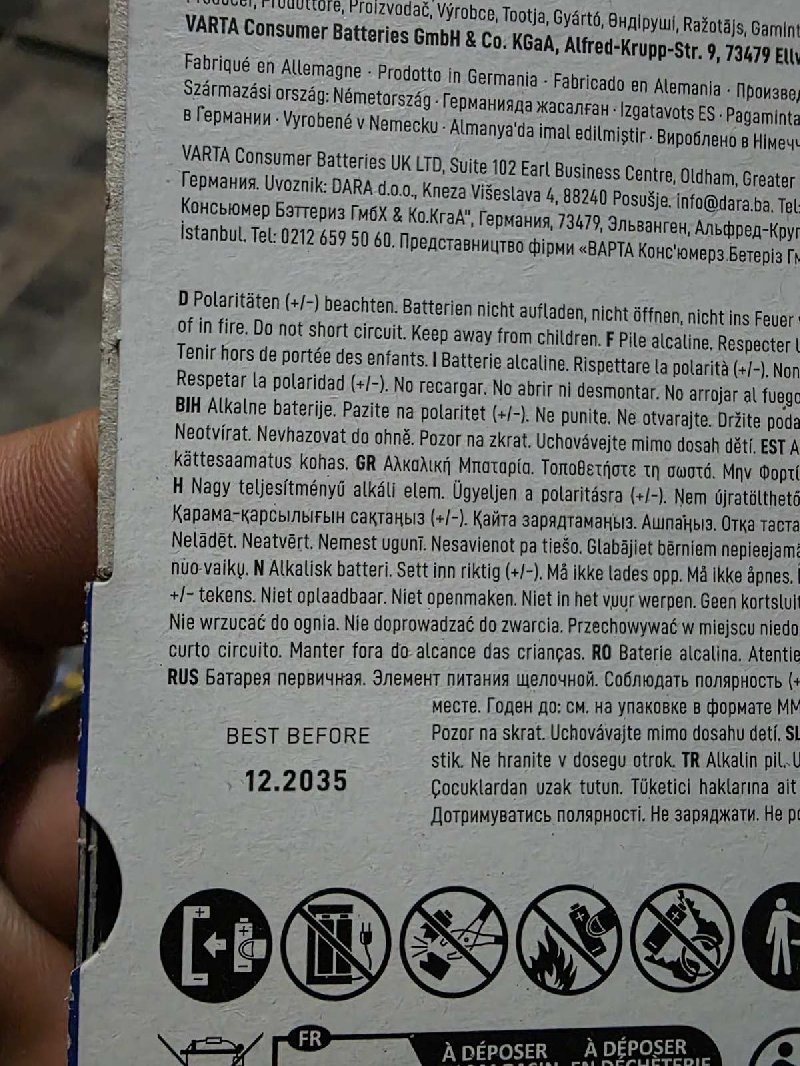 Producer, Produttore, Proizvođač, Výrobce, Tootja, Gyártó, Өндіруші, Ražotājs, Gamint
VARTA Consumer Batteries GmbH & Co. KGaA, Alfred-Krupp-Str. 9, 73479 Ellw
Fabriqué en Allemagne · Prodotto in Germania · Fabricado en Alemania · Произвед
Származási ország: Németország · Германияда жасалған · Izgatavots ES · Pagaminta
в Германии · Vyrobené v Nemecku · Almanya'da imal edilmiştir · Вироблено в Німечч
VARTA Consumer Batteries UK LTD, Suite 102 Earl Business Centre, Oldham, Greater
Германия. Uvoznik: DARA d.o.o., Kneza Višeslava 4, 88240 Posušje. info@dara.ba. Tel:
Консьюмер Бэттериз ГмбХ & Ко.КгаА", Германия, 73479, Эльванген, Альфред-Круп
İstanbul. Tel: 0212 659 50 60. Представництво фірми «ВАРТА Конс'юмерз Бетеріз Гм
D Polaritäten (+/-) beachten. Batterien nicht aufladen, nicht öffnen, nicht ins Feuer
of in fire. Do not short circuit. Keep away from children. F Pile alcaline. Respecter l
Tenir hors de portée des enfants. I Batterie alcaline. Rispettare la polarità (+/-). Non
Respetar la polaridad (+/-). No recargar. No abrir ni desmontar. No arrojar al fuego
BIH Alkalne baterije. Pazite na polaritet (+/-). Ne punite. Ne otvarajte. Držite poda
Neotvírat. Nevhazovat do ohně. Pozor na zkrat. Uchovávejte mimo dosah dětí. EST A
kättesaamatus kohas. GR Αλκαλική Μπαταρία. Τοποθετήστε τη σωστά. Μην Φορτί
H Nagy teljesítményű alkáli elem. Ügyeljen a polaritásra (+/-). Nem újratölthető
Қарама-қарсылығын сақтаңыз (+/-). Қайта зарядтамаңыз. Ашпаңыз. Отқа таста
Nelādēt. Neatvērt. Nemest ugunī. Nesavienot pa tiešo. Glabājiet bērniem nepieejamā
nuo vaikų. N Alkalisk batteri. Sett inn riktig (+/-). Må ikke lades opp. Må ikke åpnes. I
+/- tekens. Niet oplaadbaar. Niet openmaken. Niet in het vuur werpen. Geen kortsluit
Nie wrzucać do ognia. Nie doprowadzać do zwarcia. Przechowywać w miejscu niedo
curto circuito. Manter fora do alcance das crianças. RO Baterie alcalina. Atentie
RUS Батарея первичная. Элемент питания щелочной. Соблюдать полярность (+
месте. Годен до: см. на упаковке в формате ММ
BEST BEFORE
Pozor na skrat. Uchovávajte mimo dosahu detí. SL
stik. Ne hranite v dosegu otrok. TR Alkalin pil. U
12.2035
Çocuklardan uzak tutun. Tüketici haklarına ait
Дотримуватись полярності. Не заряджати. Не ро
FR
À DÉPOSER
À DÉPOSER
EN DÉCHÈTERIE